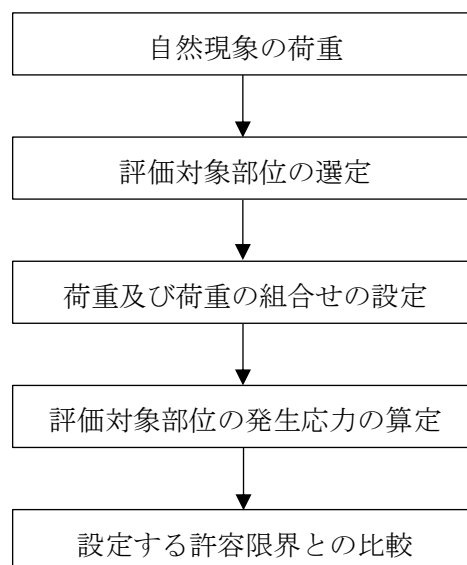 自然現象の荷重
評価対象部位の選定
荷重及び荷重の組合せの設定
評価対象部位の発生応力の算定
設定する許容限界との比較